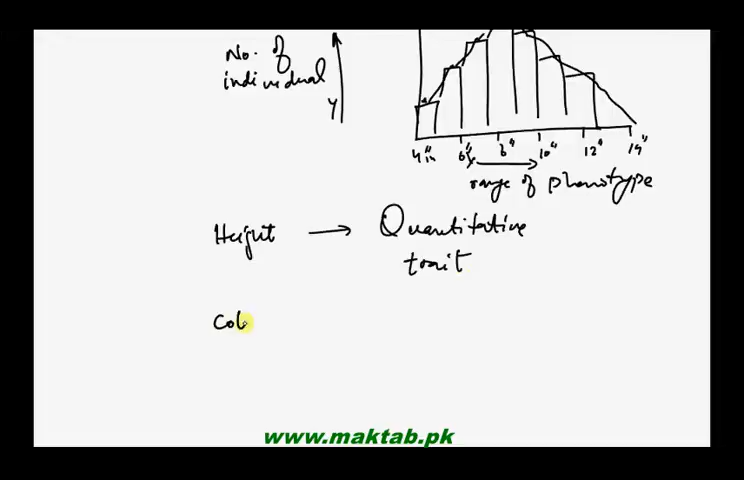 No. of
individual
Y
4"in 6" 8" 10" 12" 14"
x
range of phenotype
Height → Quantitative
trait
Col
www.maktab.pk